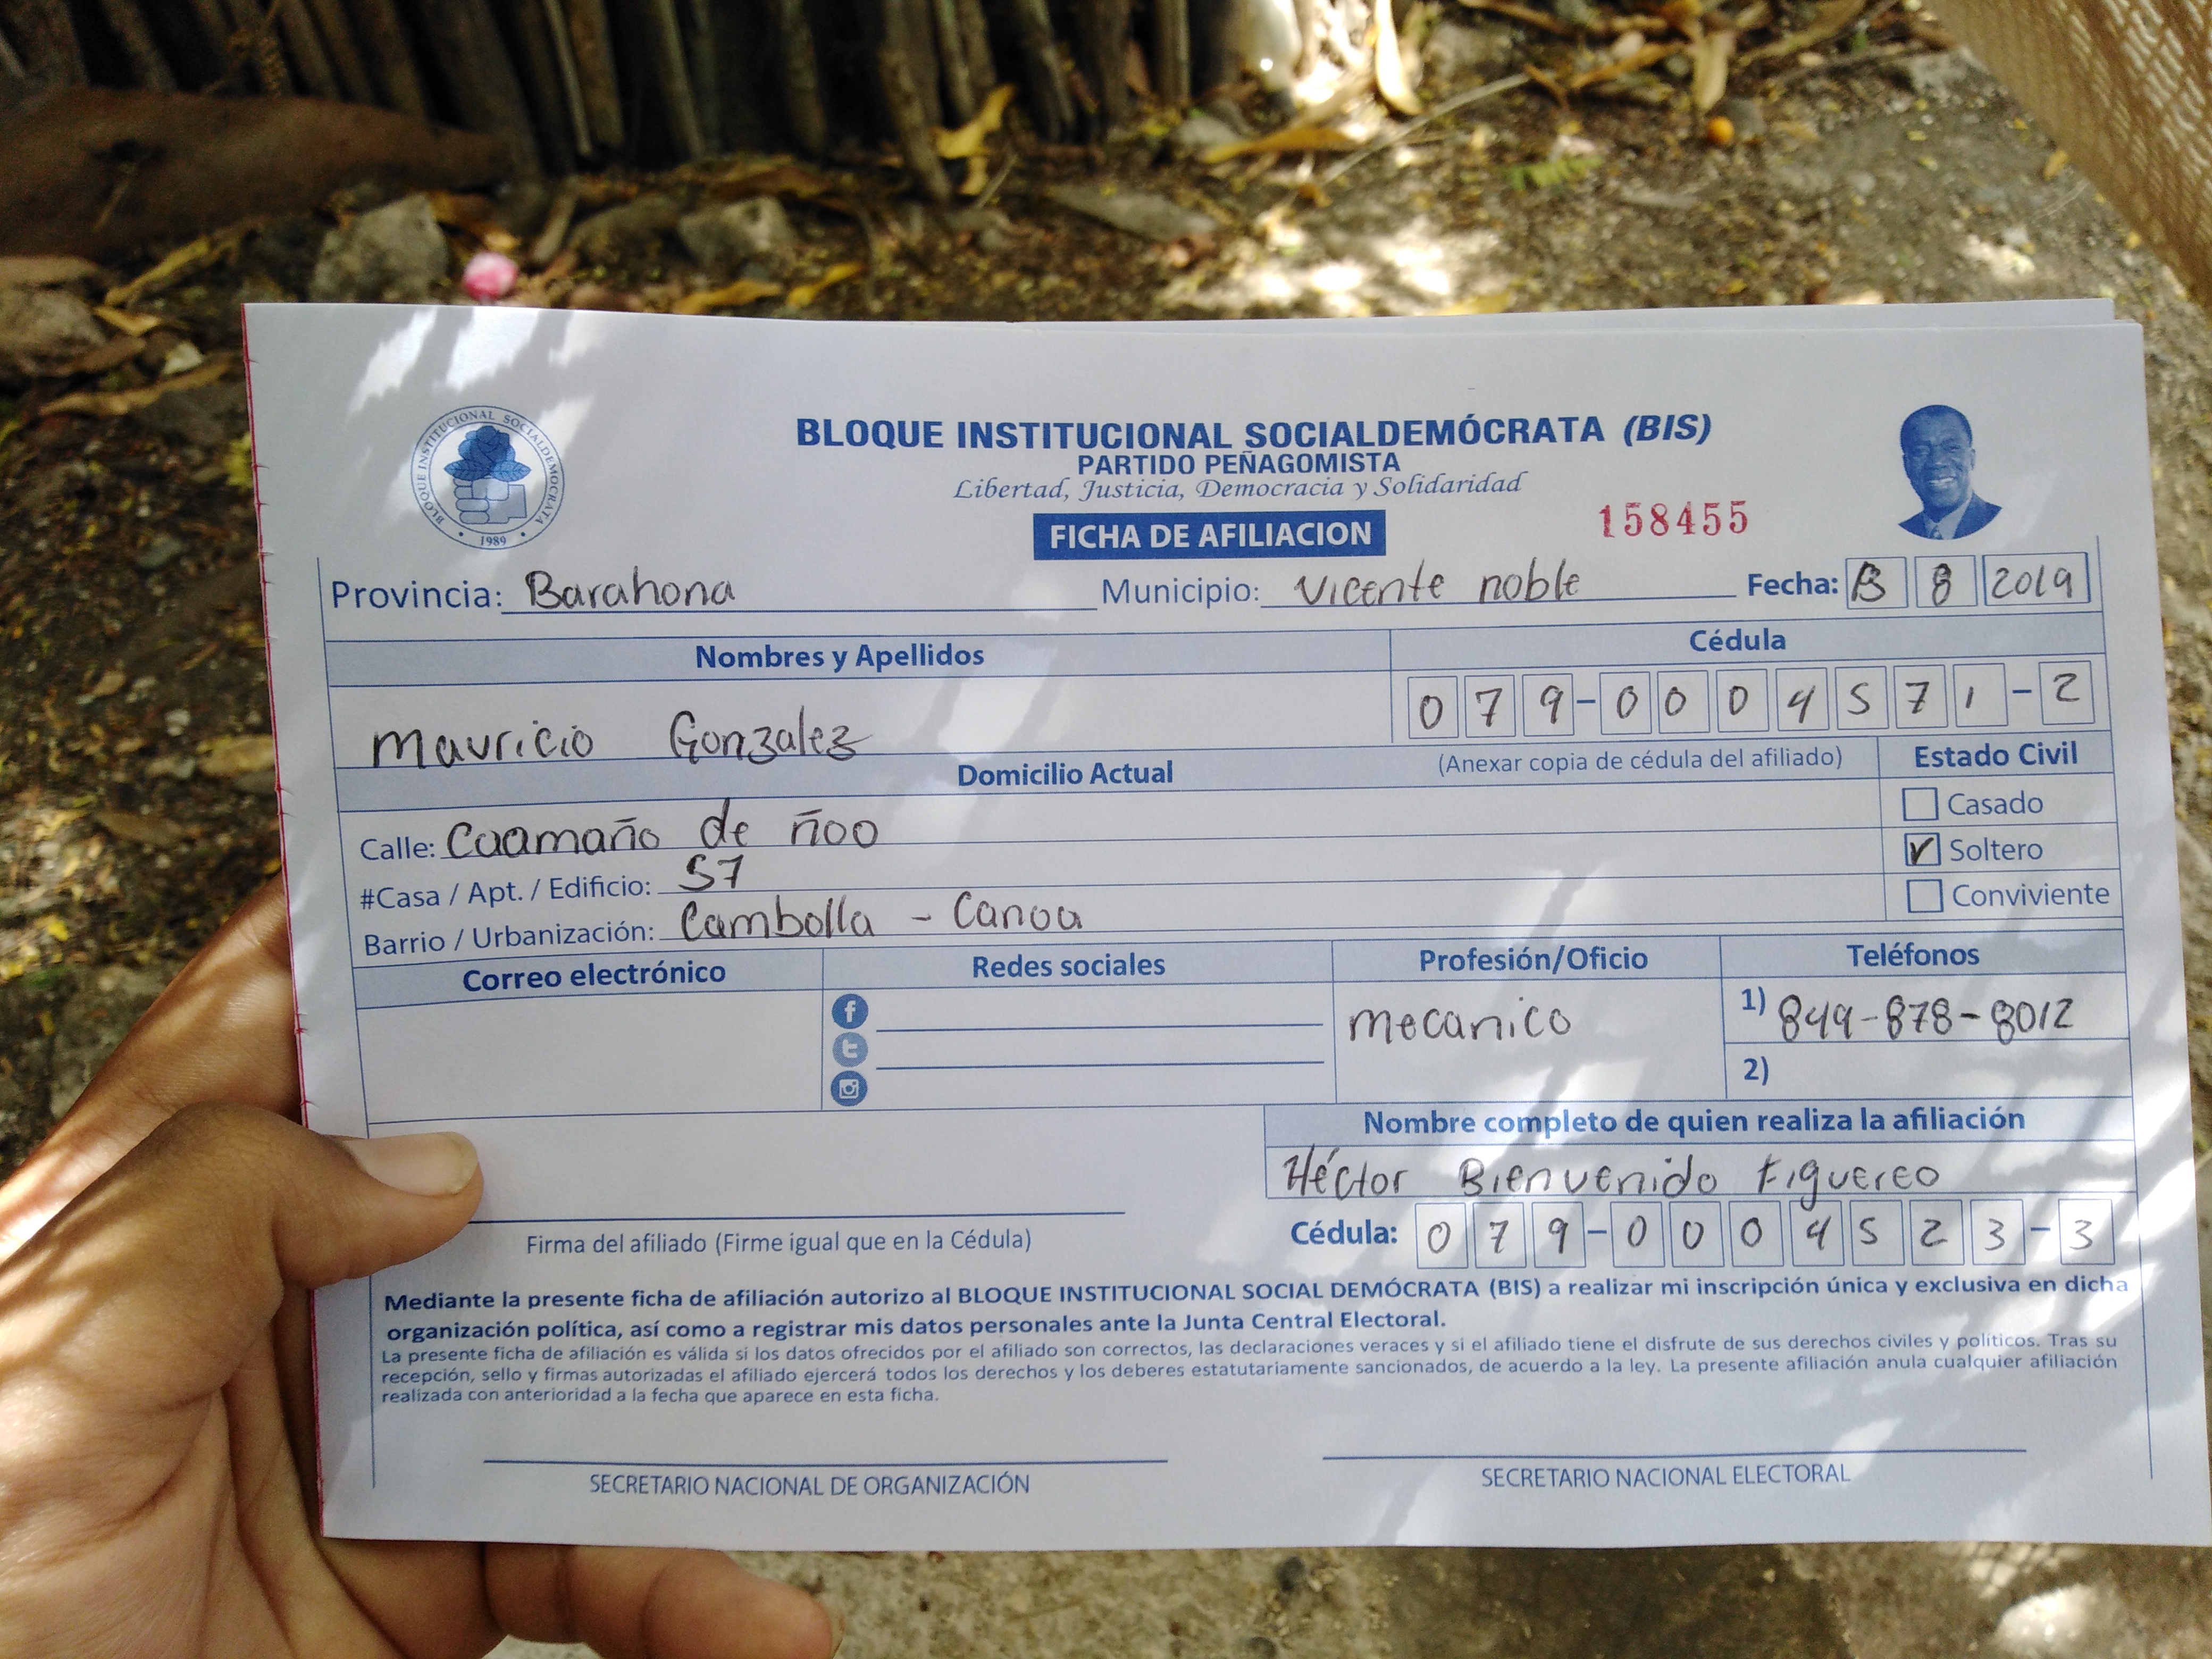 BLOQUE INSTITUCIONAL SOCIALDEMOCRATA
1989
BLOQUE INSTITUCIONAL SOCIALDEMÓCRATA (BIS)
PARTIDO PEÑAGOMISTA
Libertad, Justicia, Democracia y Solidaridad
FICHA DE AFILIACION
158455
Provincia: Barahona Municipio: Vicente noble Fecha: 13 8 2019
Nombres y Apellidos Cédula
Mauricio Gonzalez 079-0004571-2
Domicilio Actual (Anexar copia de cédula del afiliado) Estado Civil
Casado
Calle: Caamaño de ñoo
Soltero
#Casa / Apt. / Edificio: 57
Conviviente
Barrio / Urbanización: Cambolla - Canoa
Correo electrónico Redes sociales Profesión/Oficio Teléfonos
mecanico 1) 849-878-8012
2)
Nombre completo de quien realiza la afiliación
Héctor Bienvenido Figuereo
Cédula: 079-0004523-3
Firma del afiliado (Firme igual que en la Cédula)
Mediante la presente ficha de afiliación autorizo al BLOQUE INSTITUCIONAL SOCIAL DEMÓCRATA (BIS) a realizar mi inscripción única y exclusiva en dicha
organización política, así como a registrar mis datos personales ante la Junta Central Electoral.
La presente ficha de afiliación es válida si los datos ofrecidos por el afiliado son correctos, las declaraciones veraces y si el afiliado tiene el disfrute de sus derechos civiles y políticos. Tras su
recepción, sello y firmas autorizadas el afiliado ejercerá todos los derechos y los deberes estatutariamente sancionados, de acuerdo a la ley. La presente afiliación anula cualquier afiliación
realizada con anterioridad a la fecha que aparece en esta ficha.
SECRETARIO NACIONAL DE ORGANIZACIÓN SECRETARIO NACIONAL ELECTORAL